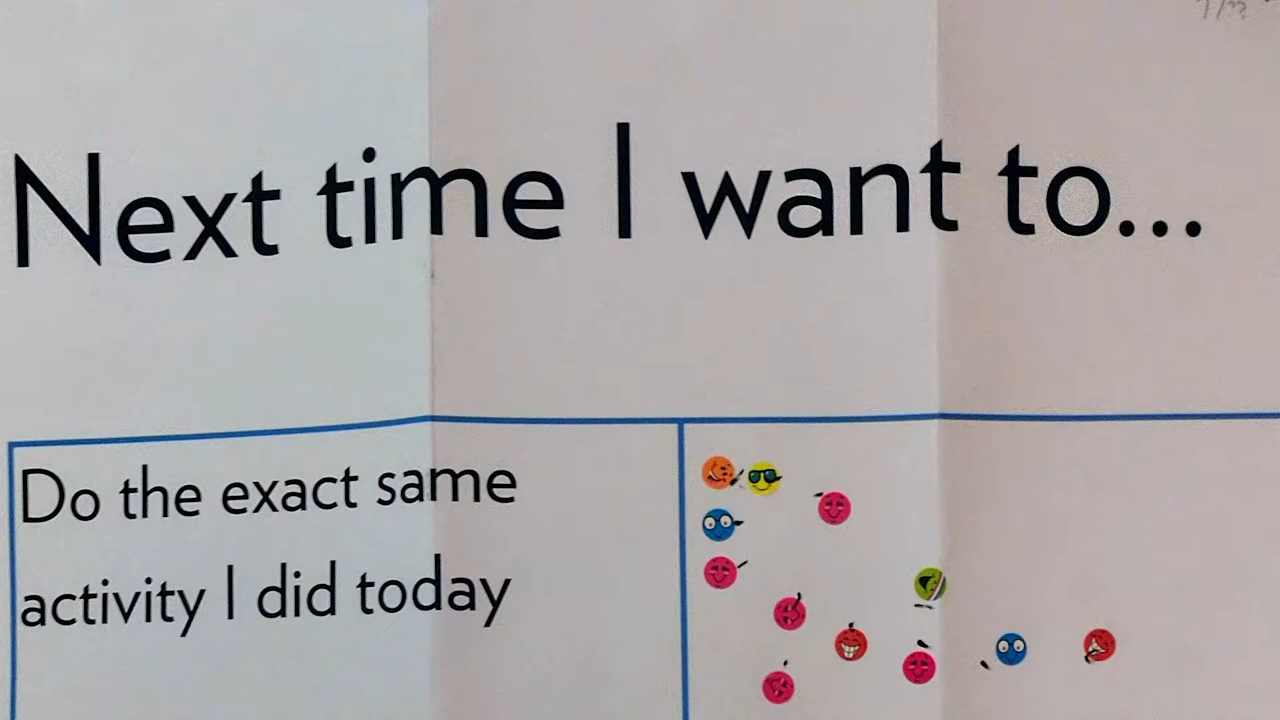 Next time I want to...
Do the exact same
activity I did today